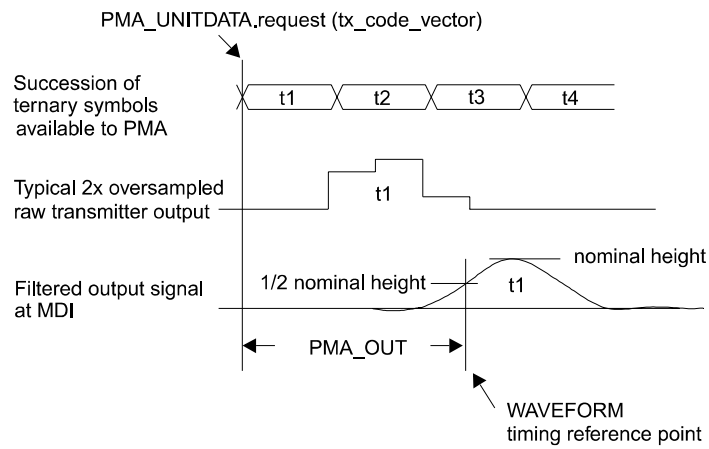 PMA_UNITDATA.request (tx_code_vector)
Succession of
ternary symbols
available to PMA
t1
t2
t3
t4
Typical 2x oversampled
raw transmitter output
t1
Filtered output signal
at MDI
1/2 nominal height
nominal height
t1
PMA_OUT
WAVEFORM
timing reference point